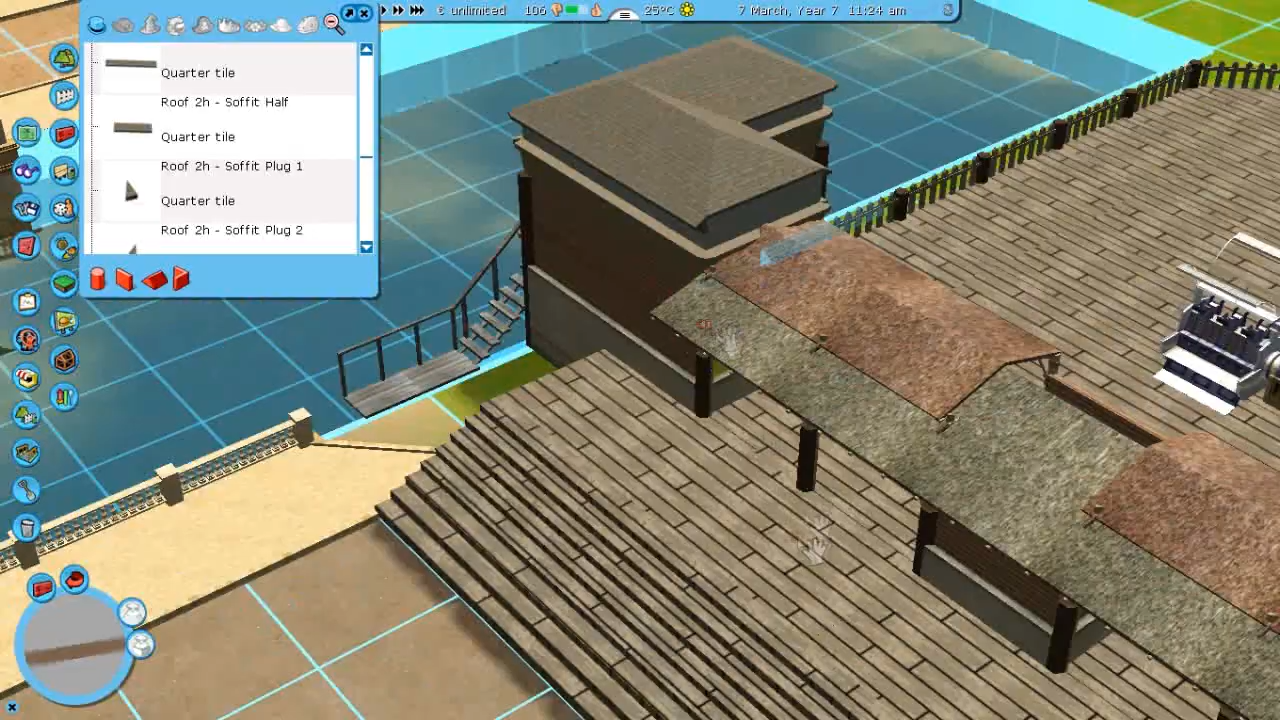 € unlimited 106 25°C 7 March, Year 7 11:24 am
Quarter tile
Roof 2h - Soffit Half
Quarter tile
Roof 2h - Soffit Plug 1
Quarter tile
Roof 2h - Soffit Plug 2